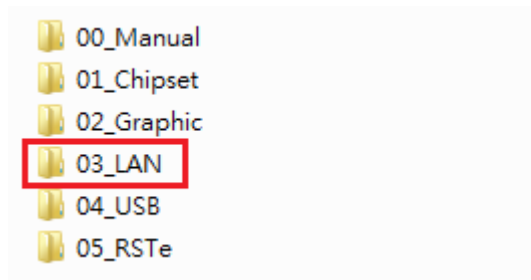 00_Manual
01_Chipset
02_Graphic
03_LAN
04_USB
05_RSTe